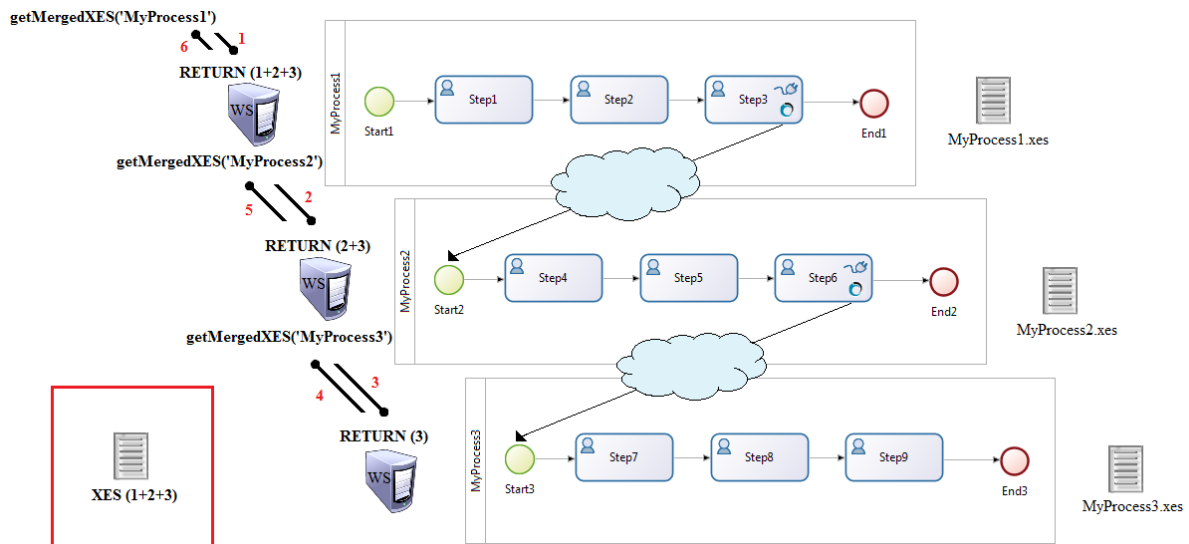 getMergedXES('MyProcess1')
6
1
RETURN (1+2+3)
WS
MyProcess1
Start1
Step1
Step2
Step3
End1
MyProcess1.xes
getMergedXES('MyProcess2')
5
2
RETURN (2+3)
WS
MyProcess2
Start2
Step4
Step5
Step6
End2
MyProcess2.xes
getMergedXES('MyProcess3')
4
3
RETURN (3)
WS
MyProcess3
Start3
Step7
Step8
Step9
End3
MyProcess3.xes
XES (1+2+3)